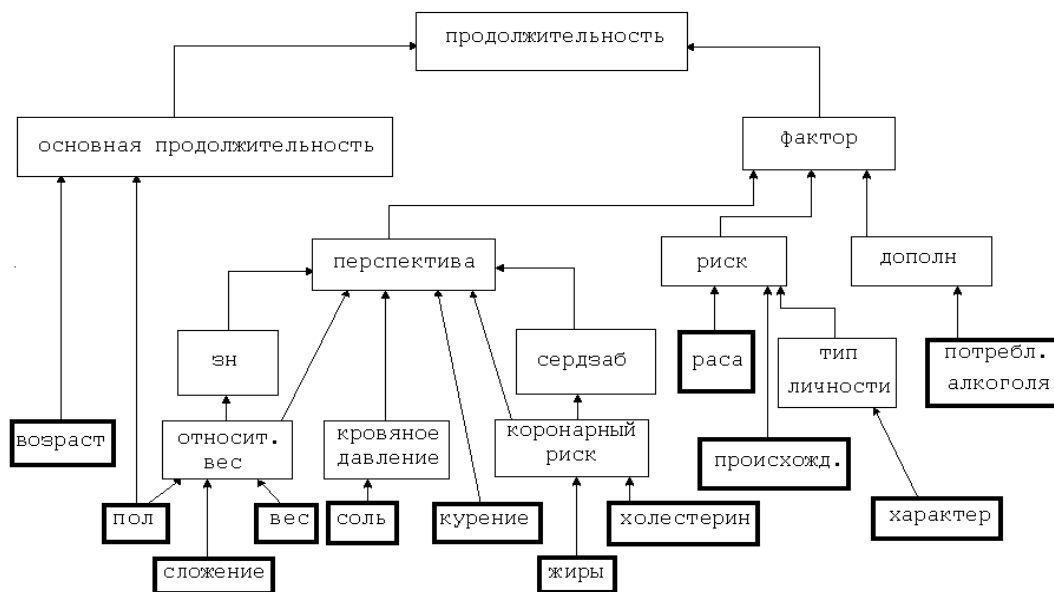 продолжительность
основная продолжительность
фактор
перспектива
риск
дополн
зн
сердзаб
раса
тип
личности
потребл.
алкоголя
возраст
относит.
вес
кровяное
давление
коронарный
риск
происхожд.
пол
вес
соль
курение
холестерин
характер
сложение
жиры